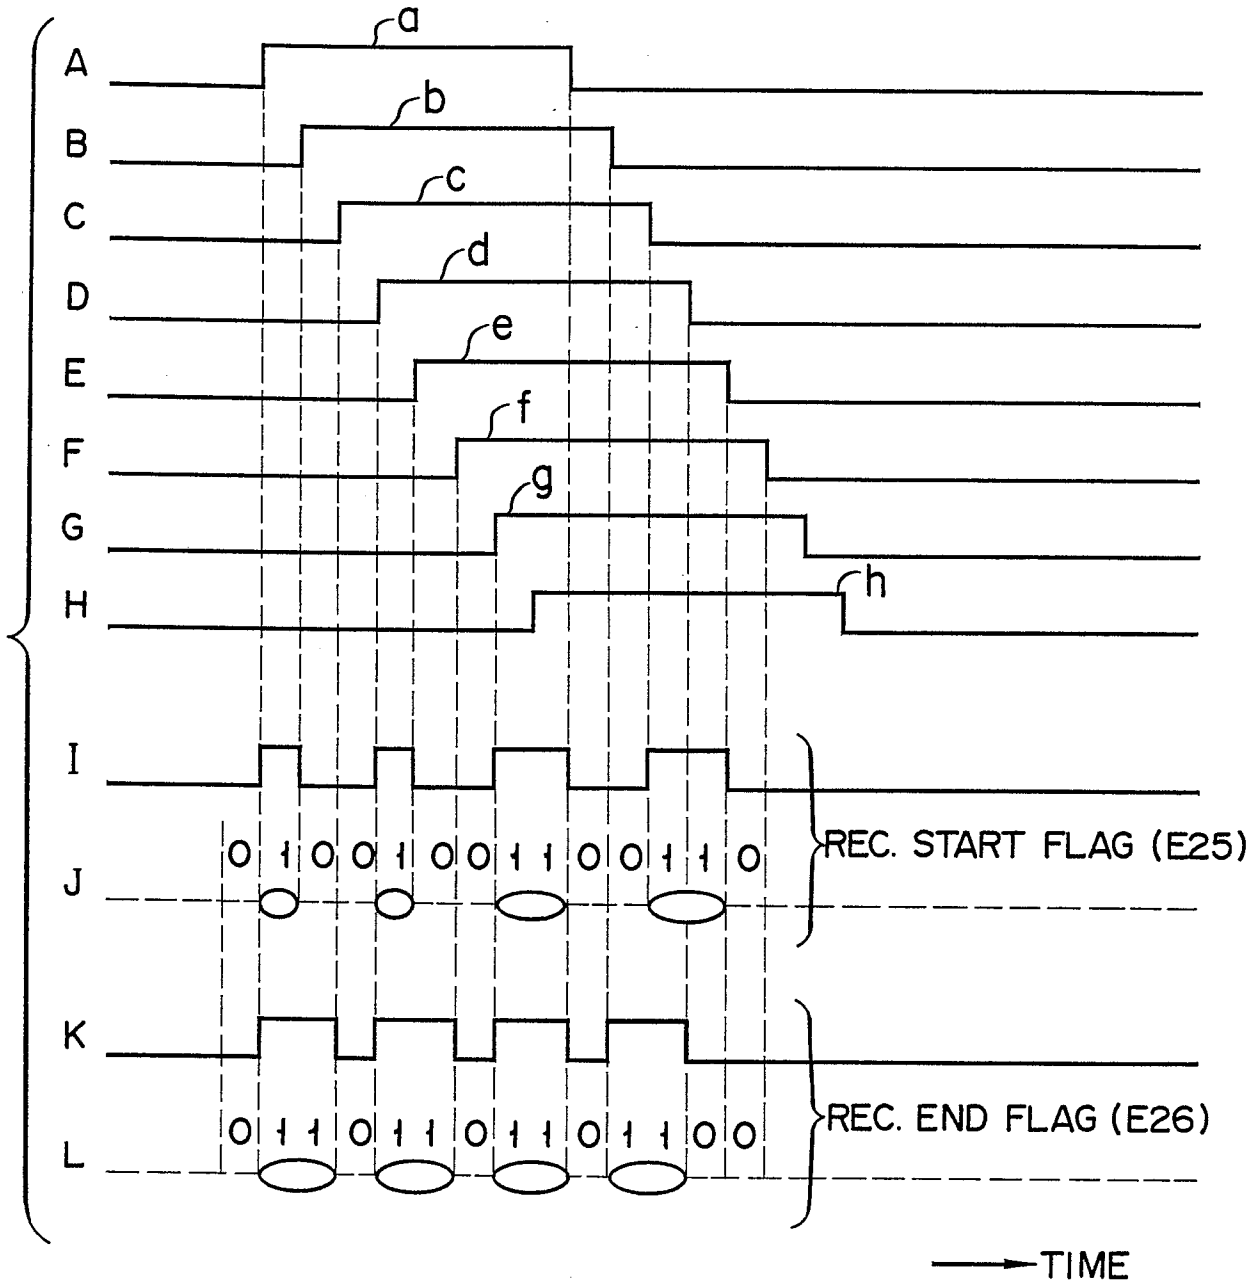 a
A
b
B
c
C
d
D
e
E
f
F
g
G
h
H
I
0 1 0 0 1 0 0 1 1 0 0 1 1 0
REC. START FLAG (E25)
J
K
0 1 1 0 1 1 0 1 1 0 1 1 0 0
REC. END FLAG (E26)
L
TIME